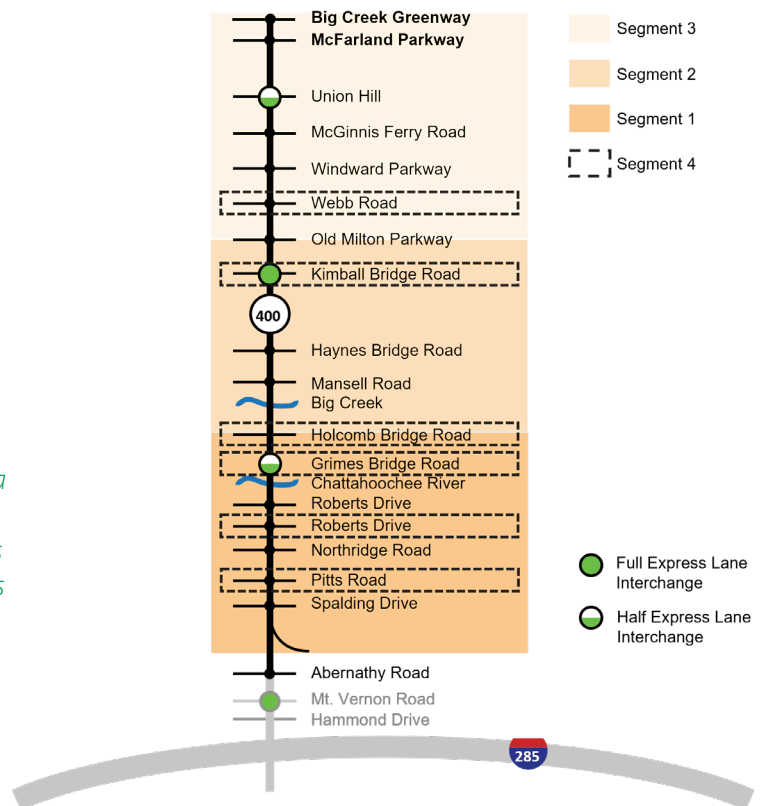 Big Creek Greenway
McFarland Parkway
Union Hill
McGinnis Ferry Road
Windward Parkway
Webb Road
Old Milton Parkway
Kimball Bridge Road
400
Haynes Bridge Road
Mansell Road
Big Creek
Holcomb Bridge Road
Grimes Bridge Road
Chattahoochee River
Roberts Drive
Roberts Drive
Northridge Road
Pitts Road
Spalding Drive
Abernathy Road
Mt. Vernon Road
Hammond Drive
285
Segment 3
Segment 2
Segment 1
Segment 4
Full Express Lane
Interchange
Half Express Lane
Interchange